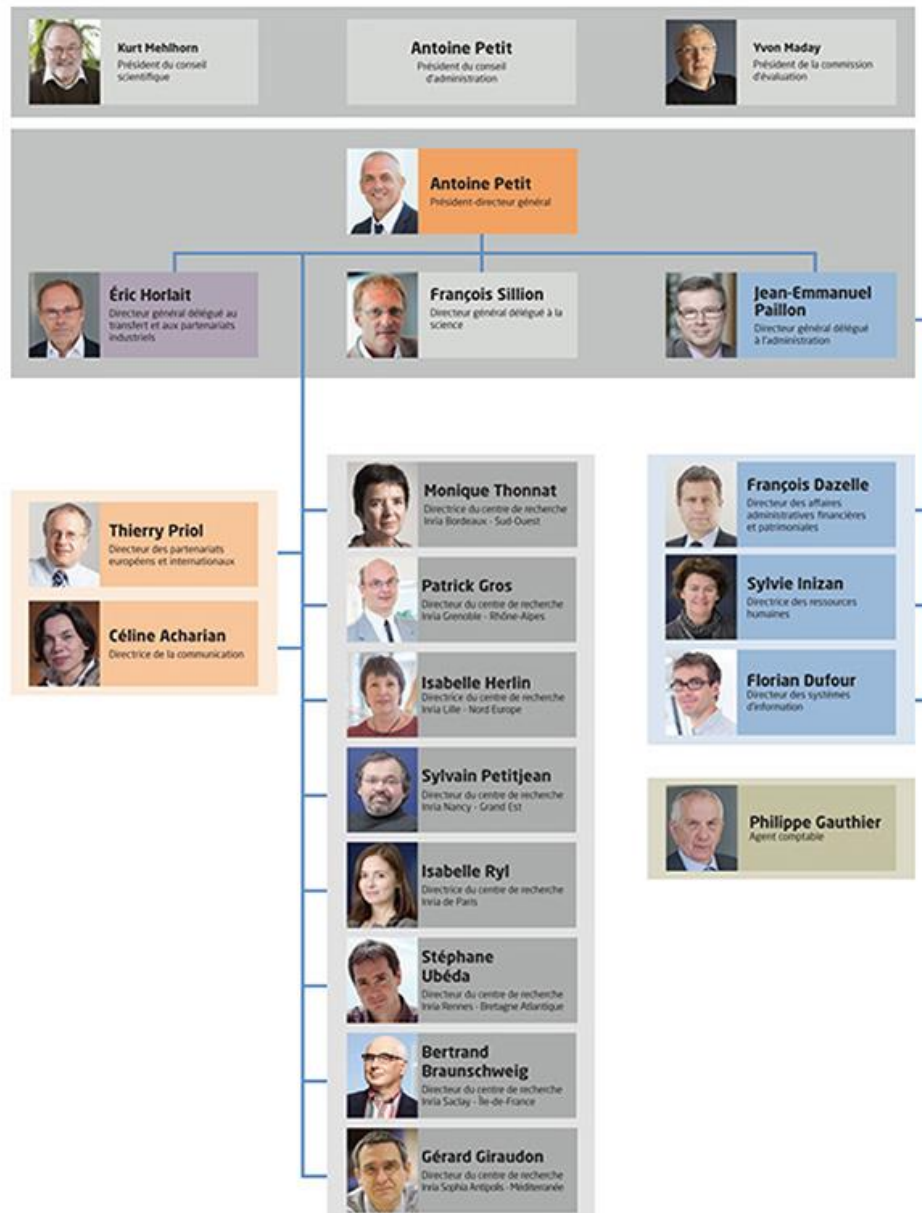 Kurt Mehlhorn
Président du conseil
scientifique
Antoine Petit
Président du conseil
d'administration
Yvon Maday
Président de la commission
d'évaluation
Antoine Petit
Président-directeur général
Éric Horlait
Directeur général délégué au
transfert et aux partenariats
industriels
François Sillion
Directeur général délégué à la
science
Jean-Emmanuel
Paillon
Directeur général délégué
à l'administration
Thierry Priol
Directeur des partenariats
européens et internationaux
Céline Acharian
Directrice de la communication
Monique Thonnat
Directrice du centre de recherche
Inria Bordeaux - Sud-Ouest
Patrick Gros
Directeur du centre de recherche
Inria Grenoble - Rhône-Alpes
Isabelle Herlin
Directrice du centre de recherche
Inria Lille - Nord Europe
Sylvain Petitjean
Directeur du centre de recherche
Inria Nancy - Grand Est
Isabelle Ryl
Directrice du centre de recherche
Inria de Paris
Stéphane
Ubéda
Directeur du centre de recherche
Inria Rennes - Bretagne Atlantique
Bertrand
Braunschweig
Directeur du centre de recherche
Inria Saclay - Île-de-France
Gérard Giraudon
Directeur du centre de recherche
Inria Sophia Antipolis - Méditerranée
François Dazelle
Directeur des affaires
administratives financières
et patrimoniales
Sylvie Inizan
Directrice des ressources
humaines
Florian Dufour
Directeur des systèmes
d'information
Philippe Gauthier
Agent comptable